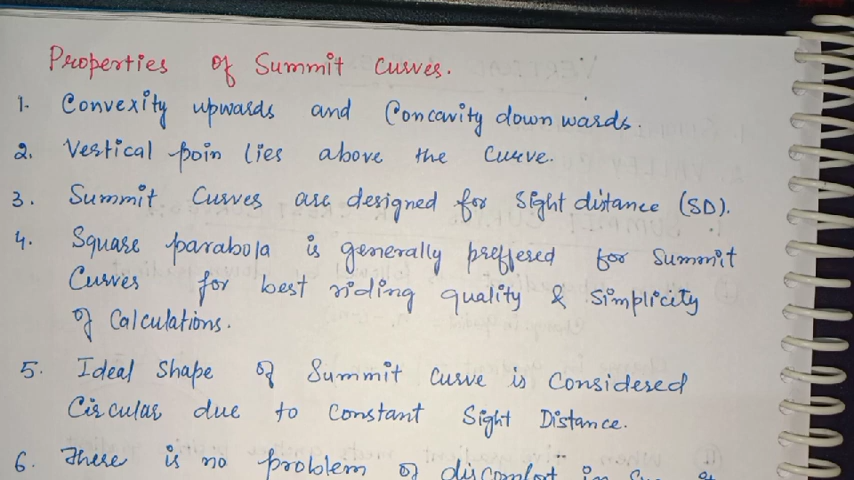 Properties of Summit Curves.
1. Convexity upwards and Concavity downwards.
2. Vertical poin lies above the curve.
3. Summit Curves are designed for Sight distance (SD).
4. Square parabola is generally preffered for Summit
Curves for best riding quality & Simplicity
of Calculations.
5. Ideal Shape of Summit Curve is Considered
Circular due to Constant Sight Distance.
6. There is no problem of discomfort in